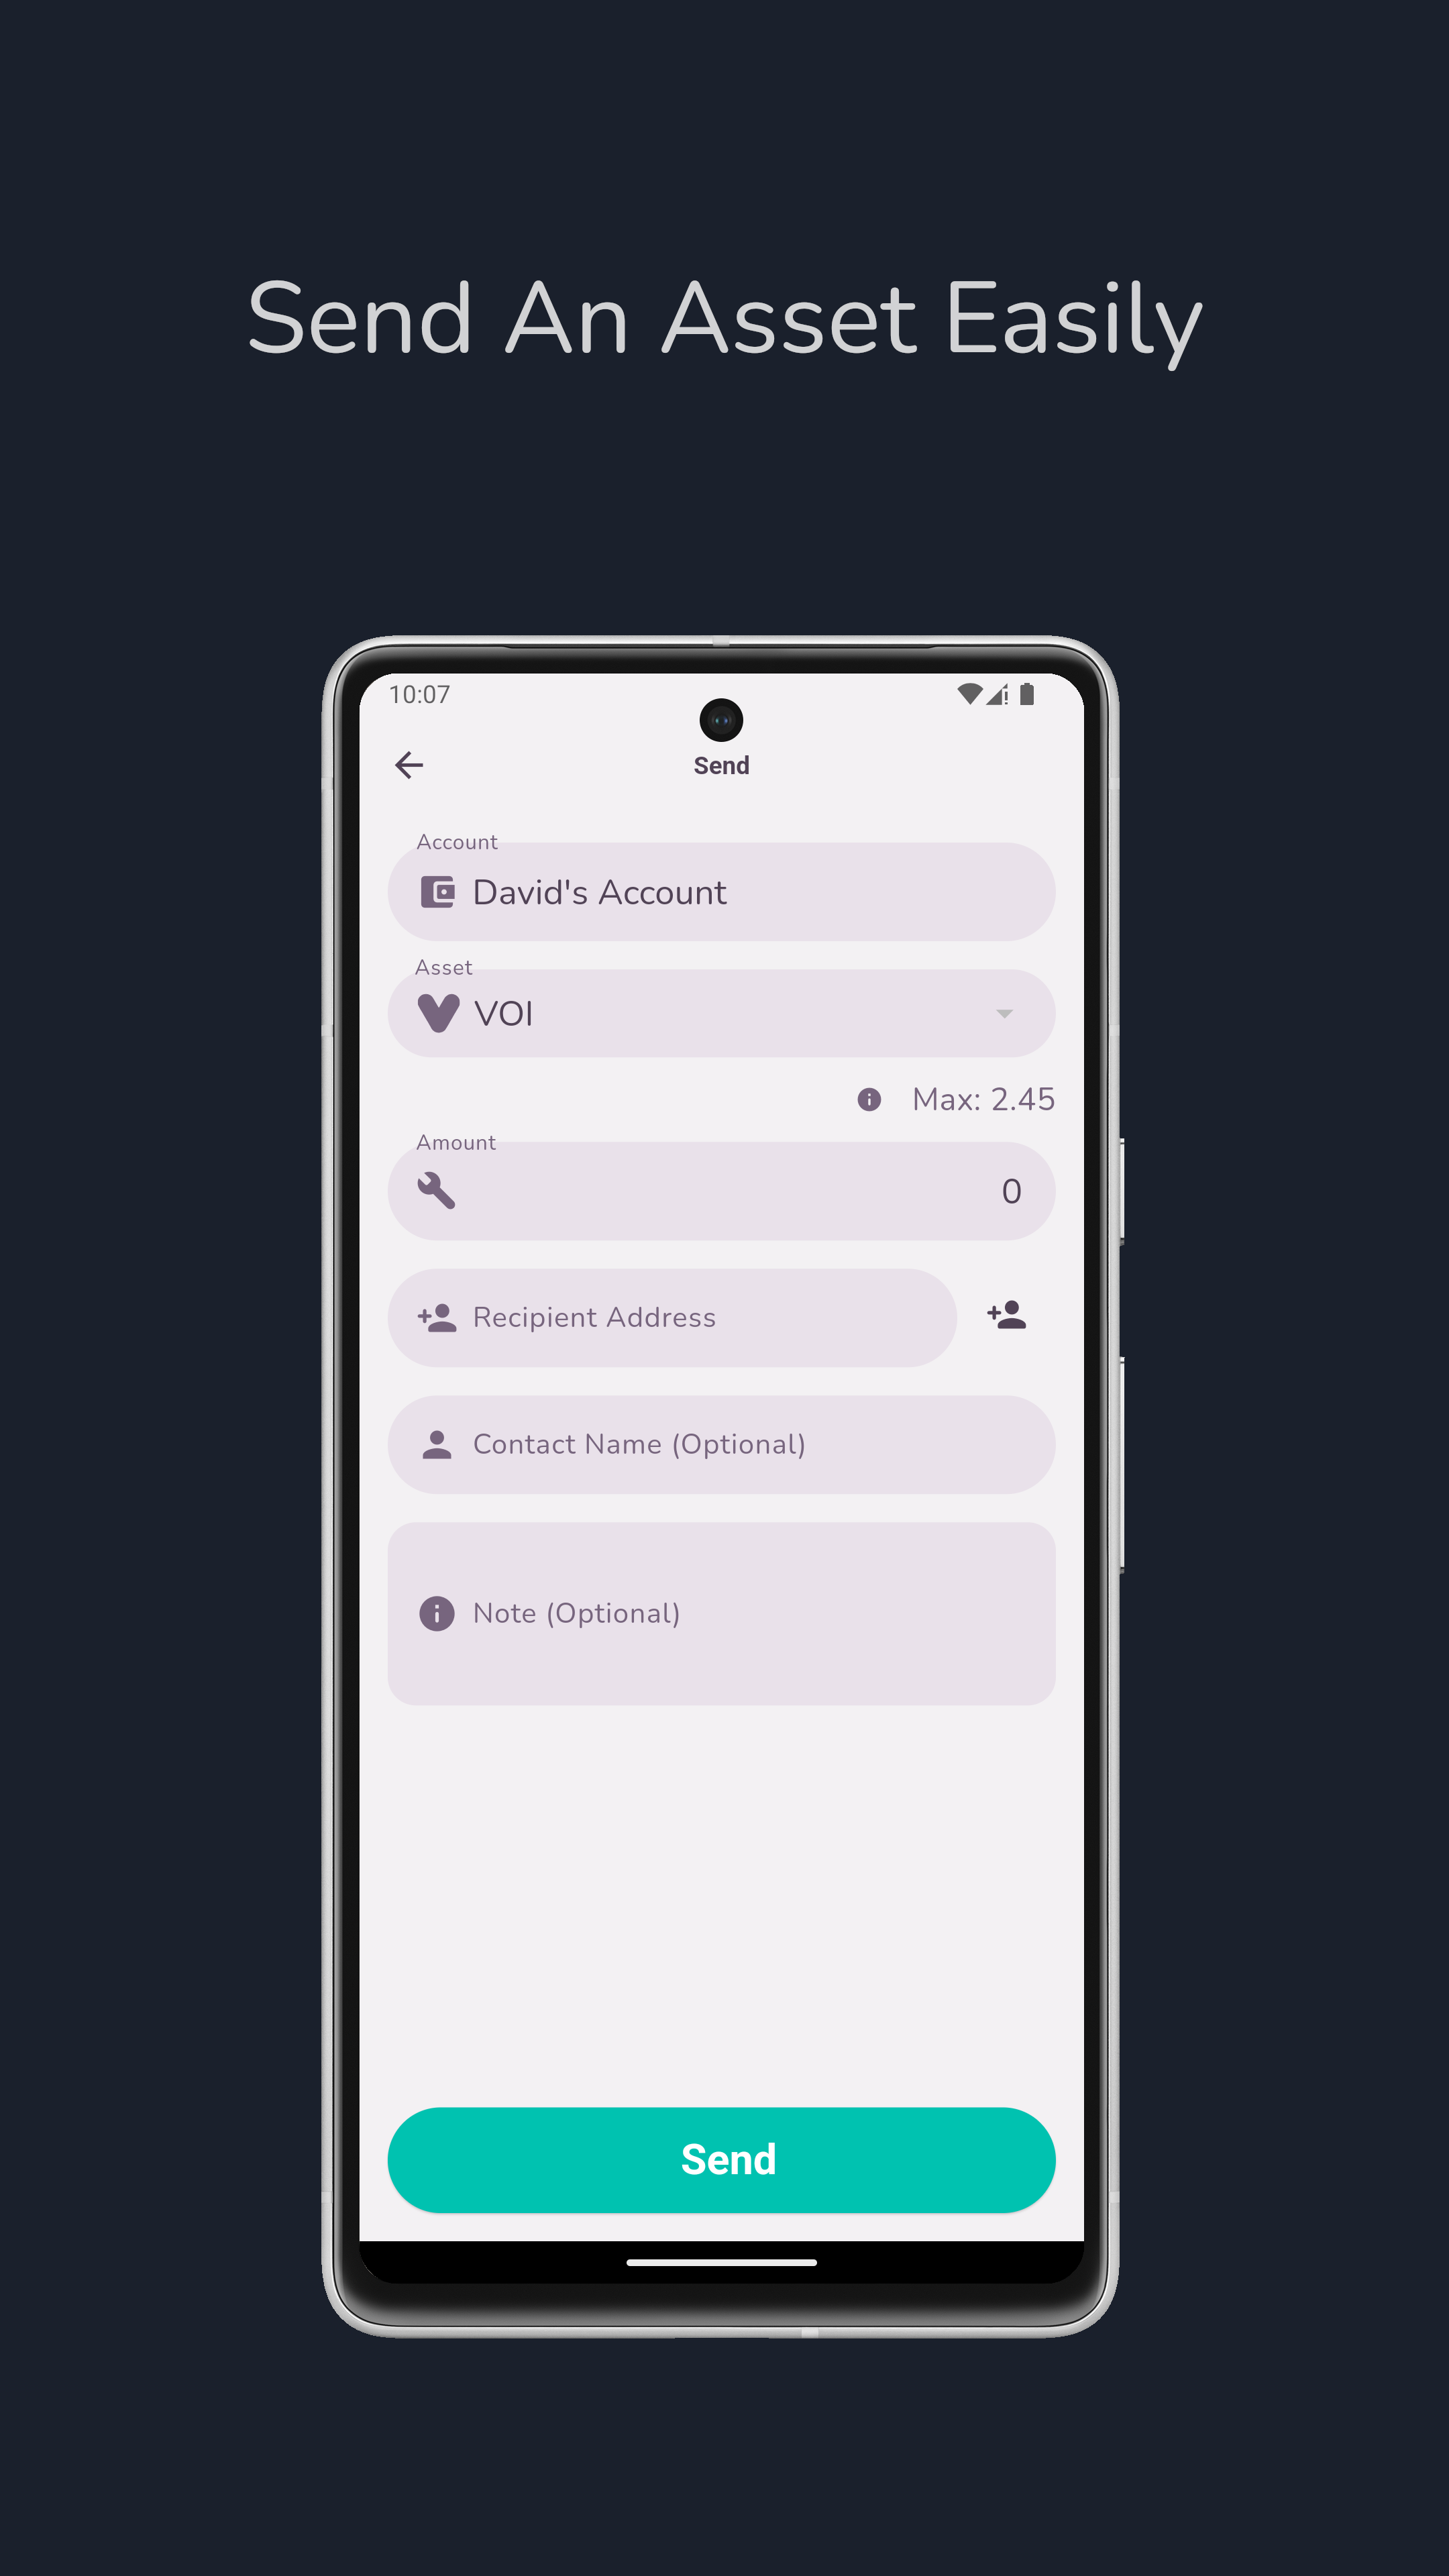 Send An Asset Easily
10:07
Send
Account
David's Account
Asset
VOI
Max: 2.45
Amount
0
Recipient Address
Contact Name (Optional)
Note (Optional)
Send